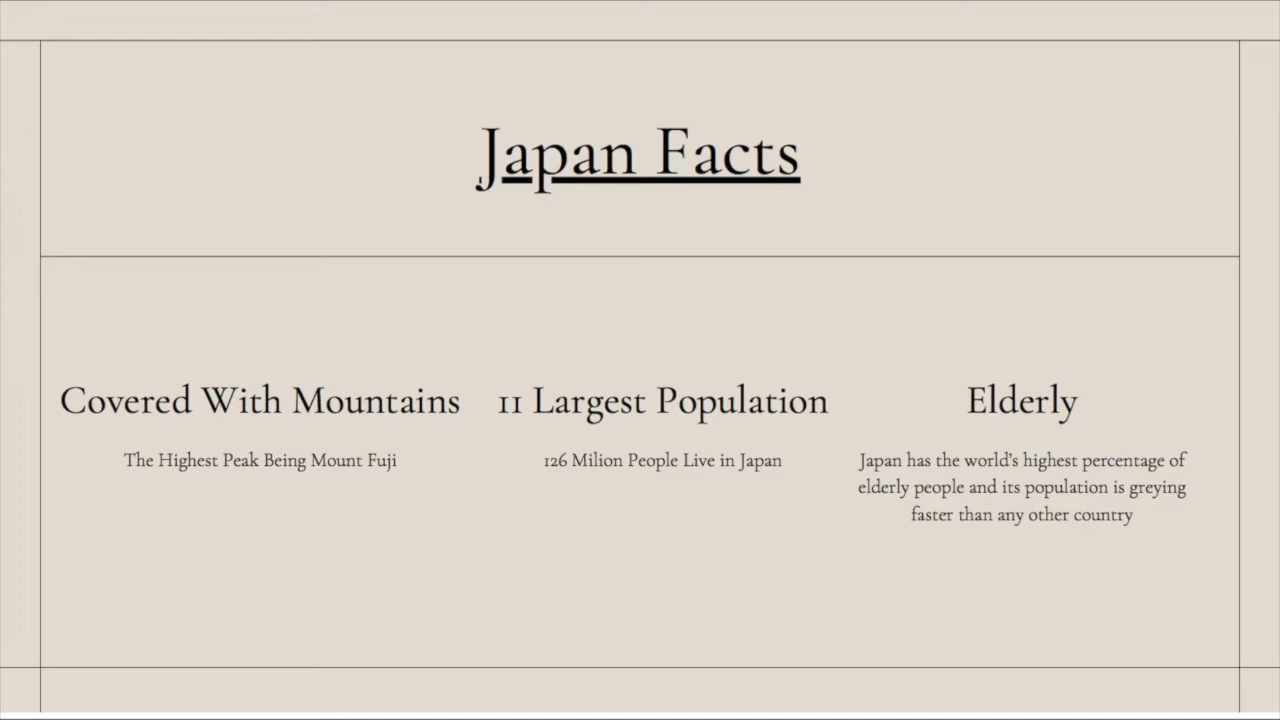 Japan Facts
Covered With Mountains
The Highest Peak Being Mount Fuji
11 Largest Population
126 Milion People Live in Japan
Elderly
Japan has the world's highest percentage of
elderly people and its population is greying
faster than any other country